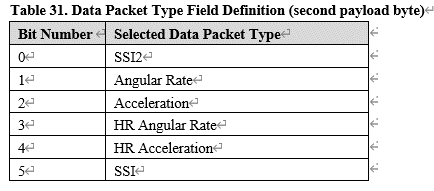 Table 31. Data Packet Type Field Definition (second payload byte)
Bit Number Selected Data Packet Type
0 SSI2
1 Angular Rate
2 Acceleration
3 HR Angular Rate
4 HR Acceleration
5 SSI